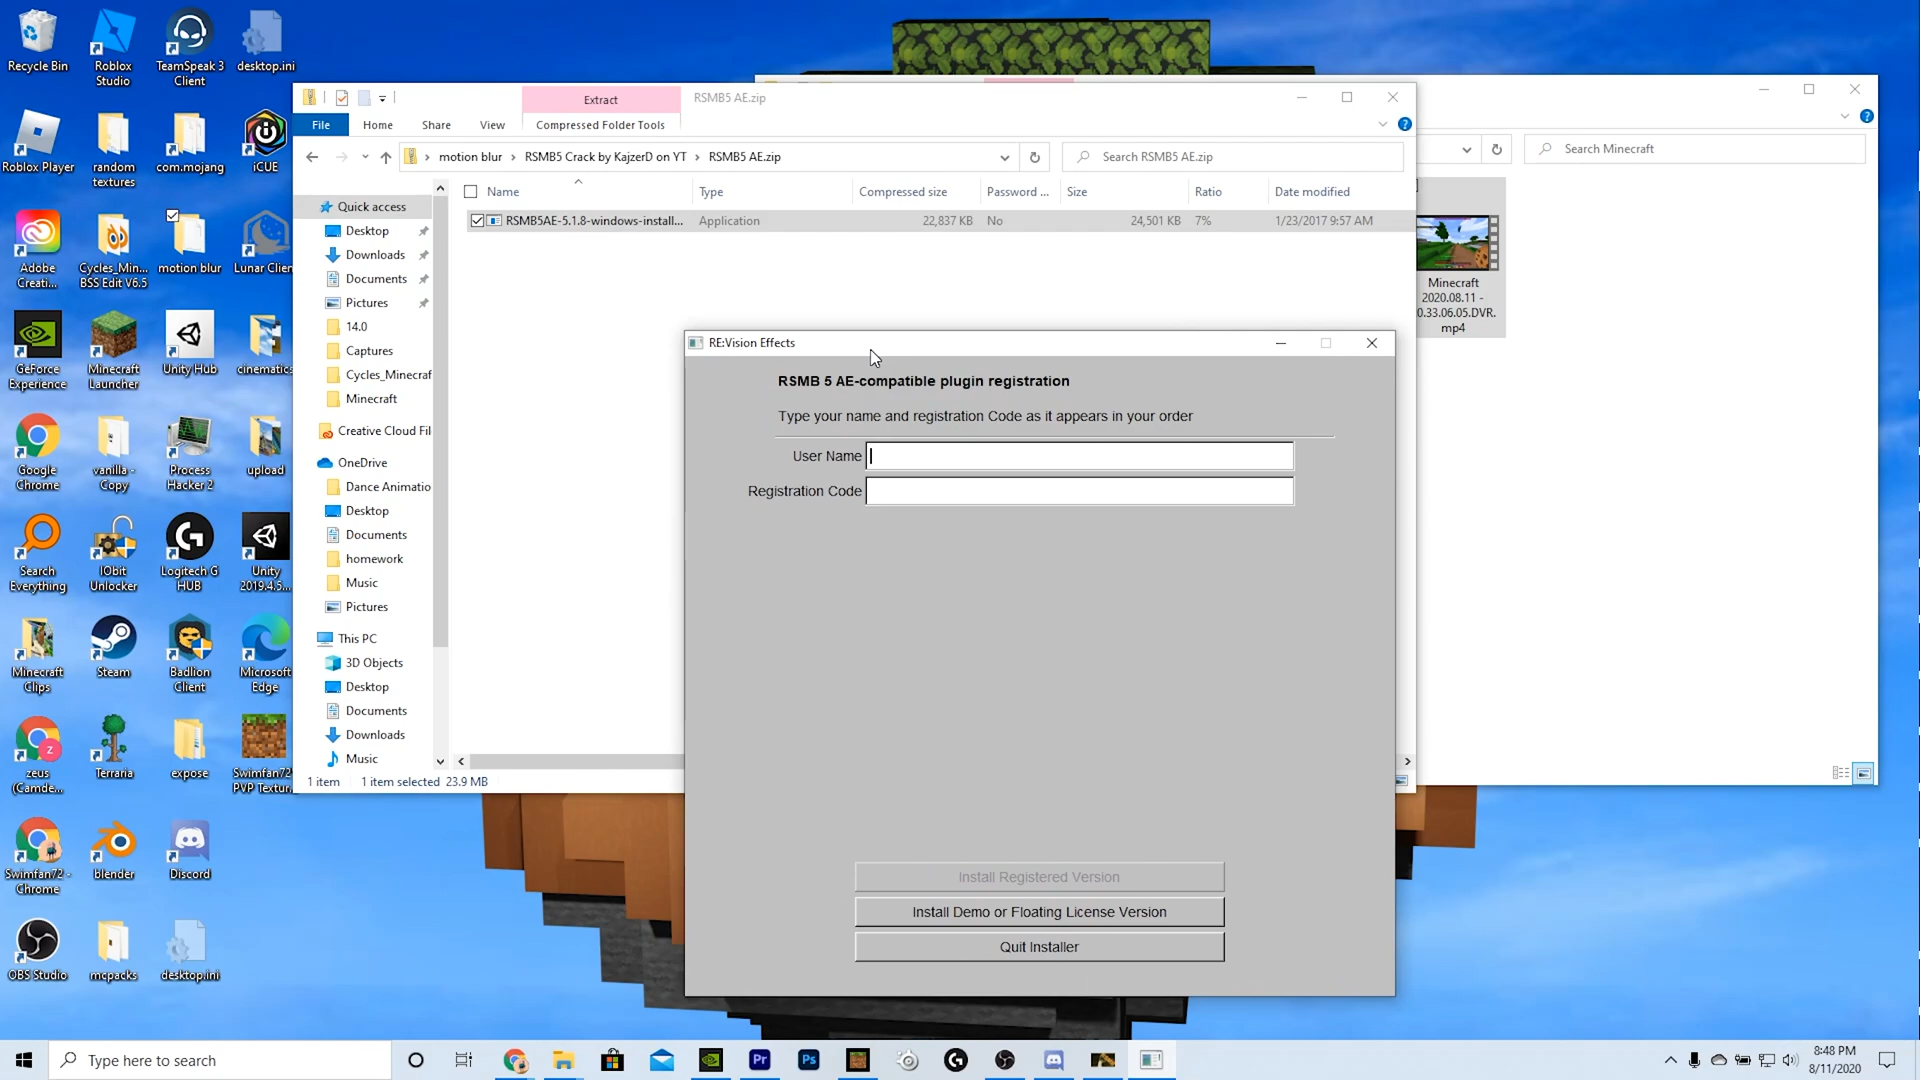 Recycle Bin
Roblox
Studio
TeamSpeak 3
Client
desktop.ini
Roblox Player
random
textures
com.mojang
iCUE
Adobe
Creati...
Cycles_Min...
BSS Edit V6.5
motion blur
Lunar Clien
GeForce
Experience
Minecraft
Launcher
Unity Hub
cinematics
Google
Chrome
vanilla -
Copy
Process
Hacker 2
upload
Search
Everything
IObit
Unlocker
Logitech G
HUB
Unity
2019.4.5...
Minecraft
Clips
Steam
Badlion
Client
Microsoft
Edge
zeus
(Camde...
Terraria
expose
Swimfan72
PVP Textur.
Swimfan72 -
Chrome
blender
Discord
OBS Studio
mcpacks
desktop.ini
Extract
RSMB5 AE.zip
File
Home
Share
View
Compressed Folder Tools
motion blur
RSMB5 Crack by KajzerD on YT
RSMB5 AE.zip
Search RSMB5 AE.zip
Name
Type
Compressed size
Password ...
Size
Ratio
Date modified
RSMB5AE-5.1.8-windows-install...
Application
22,837 KB
No
24,501 KB
7%
1/23/2017 9:57 AM
Quick access
Desktop
Downloads
Documents
Pictures
14.0
Captures
Cycles_Minecraf
Minecraft
Creative Cloud Fil
OneDrive
Dance Animatio
Desktop
Documents
homework
Music
Pictures
This PC
3D Objects
Desktop
Documents
Downloads
Music
1 item
1 item selected 23.9 MB
Search Minecraft
Minecraft
2020.08.11 -
0.33.06.05.DVR.
mp4
RE:Vision Effects
RSMB 5 AE-compatible plugin registration
Type your name and registration Code as it appears in your order
User Name
Registration Code
Install Registered Version
Install Demo or Floating License Version
Quit Installer
Type here to search
Pr
Ps
8:48 PM
8/11/2020